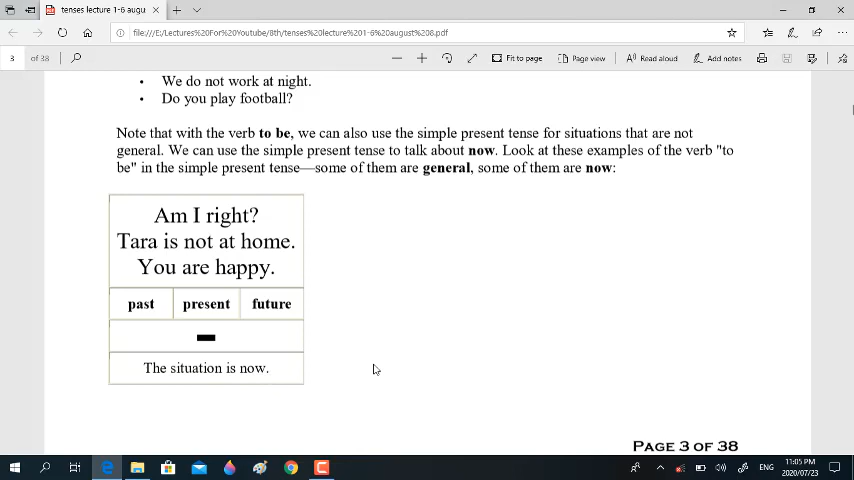 tenses lecture 1-6 augu
file:///E:/Lectures%20For%20Youtube/8th/tenses%20lecture%201-6%20august%208.pdf
3 of 38
Fit to page
Page view
Read aloud
Add notes
• We do not work at night.
• Do you play football?
Note that with the verb to be, we can also use the simple present tense for situations that are not
general. We can use the simple present tense to talk about now. Look at these examples of the verb "to
be" in the simple present tense—some of them are general, some of them are now:
Am I right?
Tara is not at home.
You are happy.
past present future
The situation is now.
PAGE 3 OF 38
ENG
11:05 PM
2020/07/23